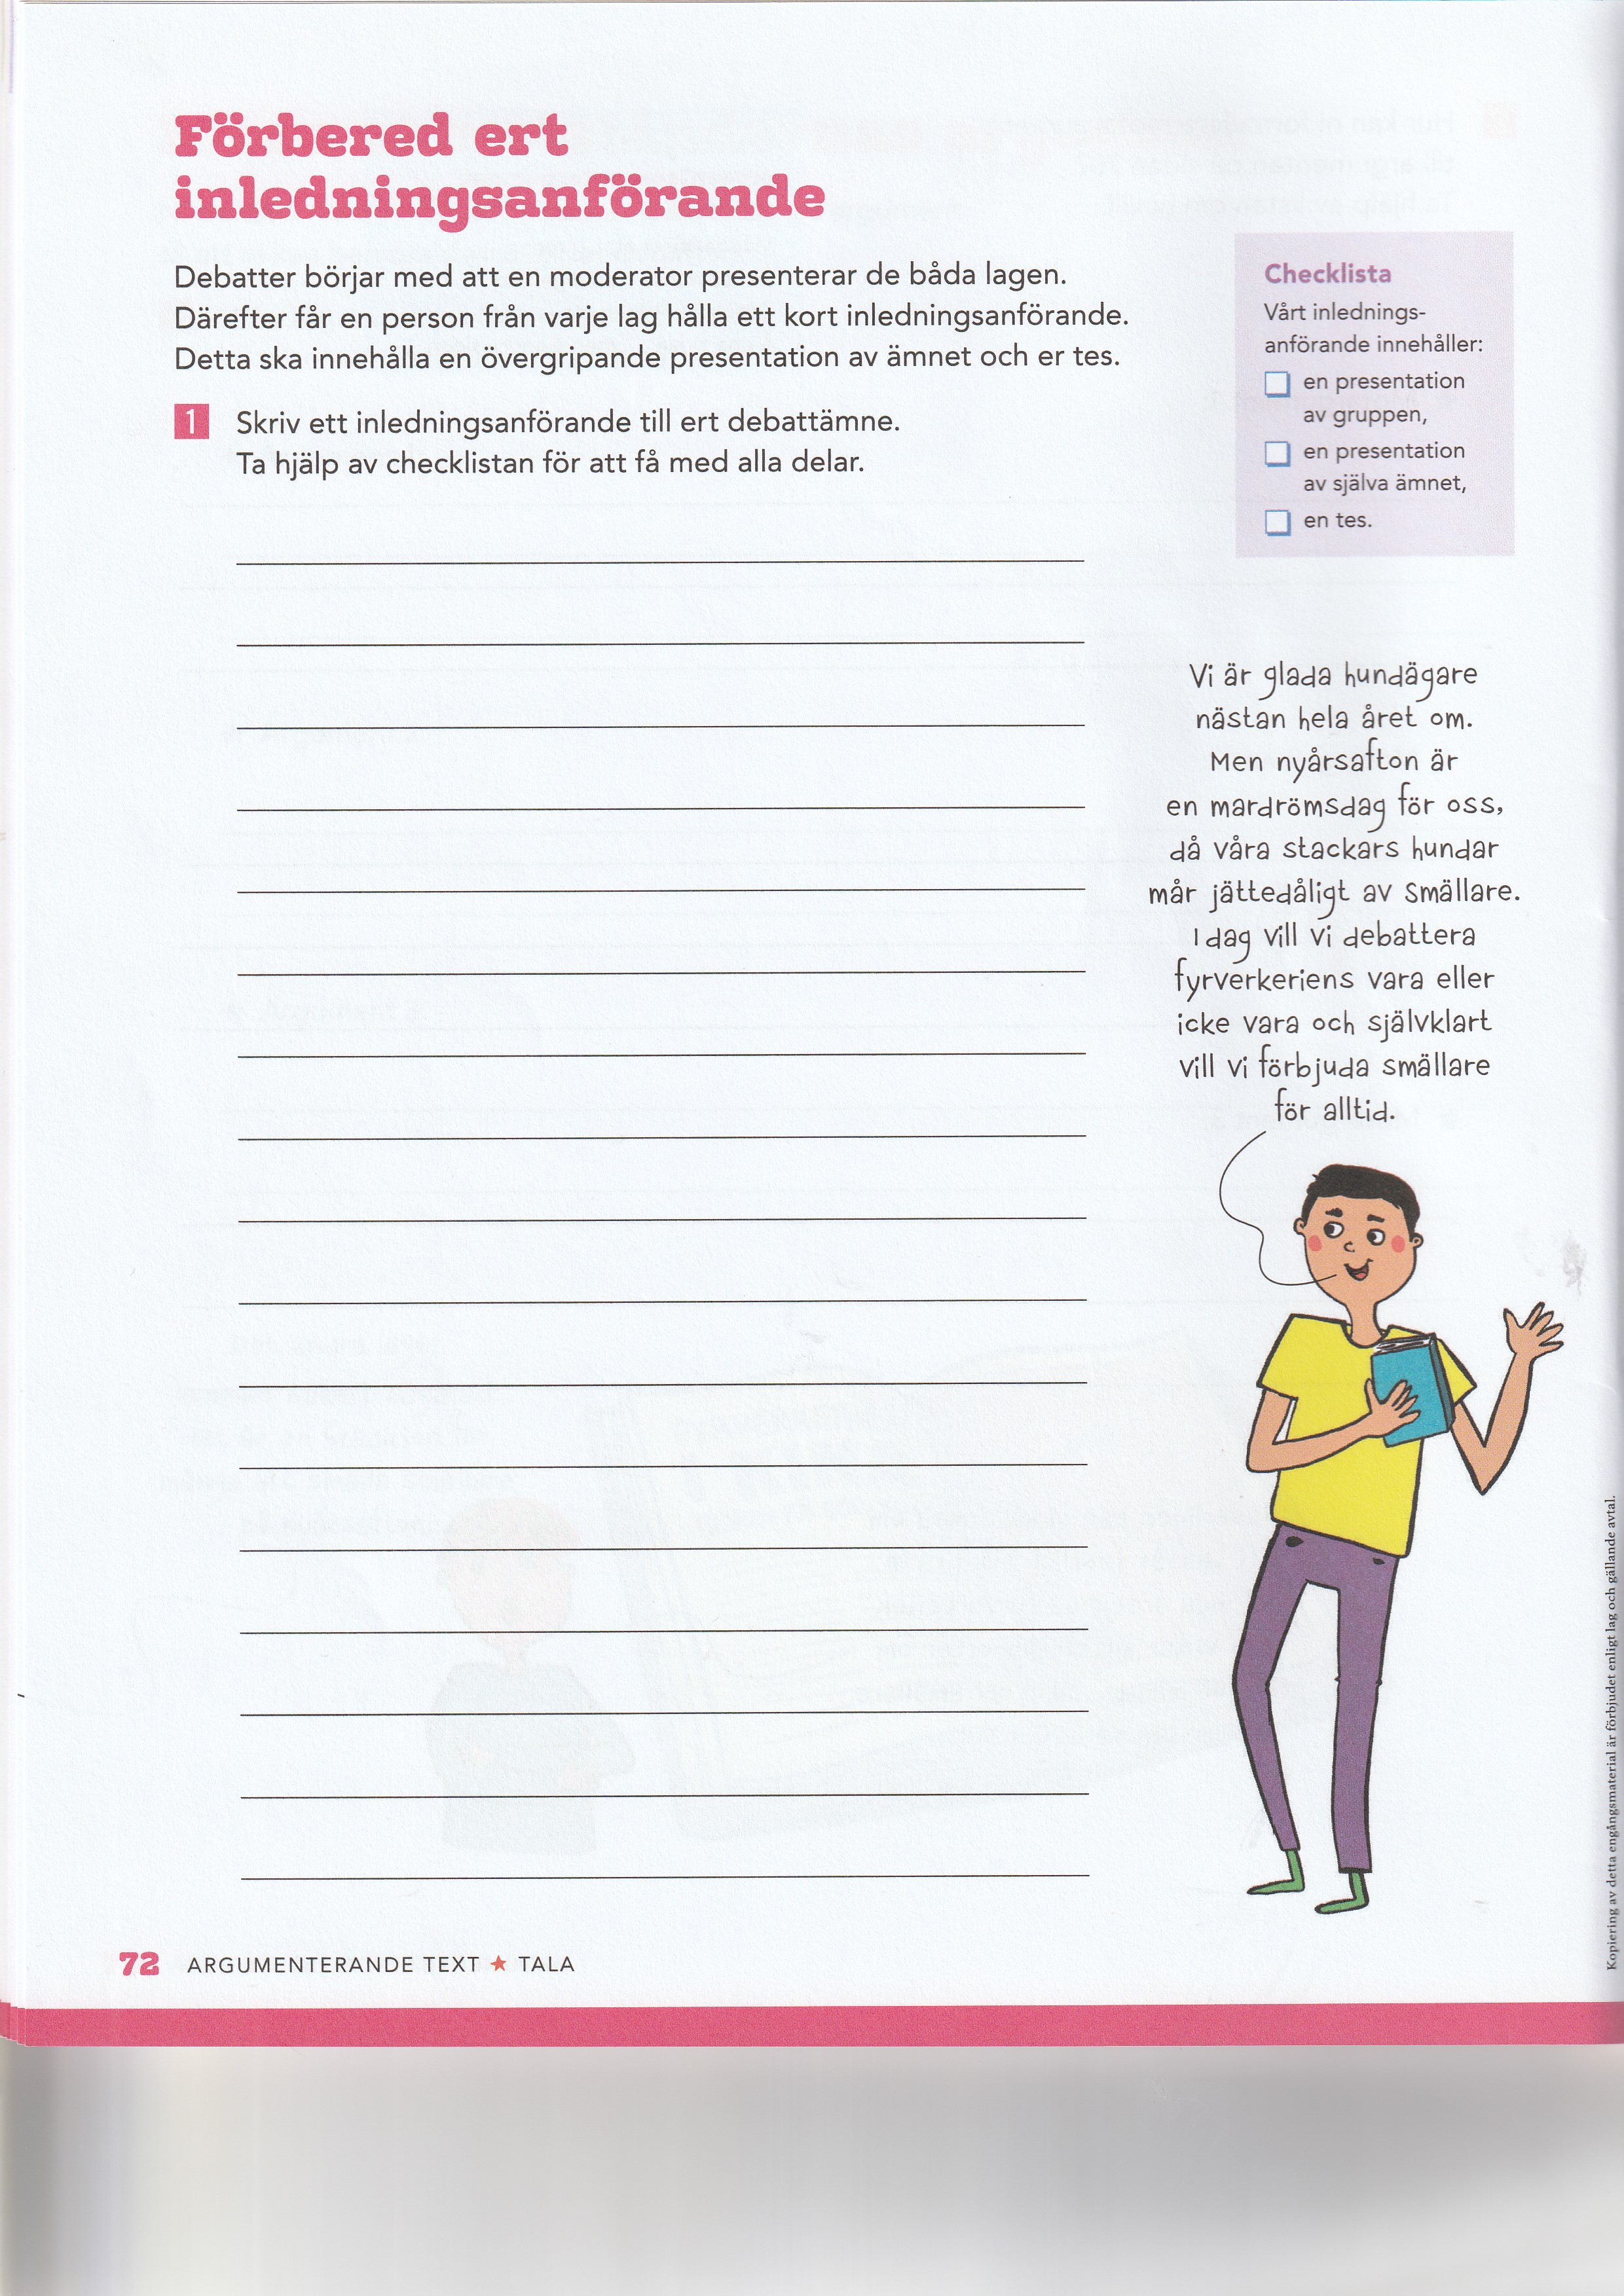 Förbered ert
inledningsanförande
Debatter börjar med att en moderator presenterar de båda lagen.
Därefter får en person från varje lag hålla ett kort inledningsanförande.
Detta ska innehålla en övergripande presentation av ämnet och er tes.
1 Skriv ett inledningsanförande till ert debattämne.
Ta hjälp av checklistan för att få med alla delar.
Checklista
Vårt inlednings-
anförande innehåller:
en presentation
av gruppen,
en presentation
av själva ämnet,
en tes.
Vi är glada hundägare
nästan hela året om.
Men nyårsafton är
en mardrömsdag för oss,
då våra stackars hundar
mår jättedåligt av smällare.
Idag vill vi debattera
fyrverkeriens vara eller
icke vara och självklart
vill vi förbjuda smällare
för alltid.
72 ARGUMENTERANDE TEXT ★ TALA
Kopiering av detta engångsmaterial är förbjudet enligt lag och gällande avtal.